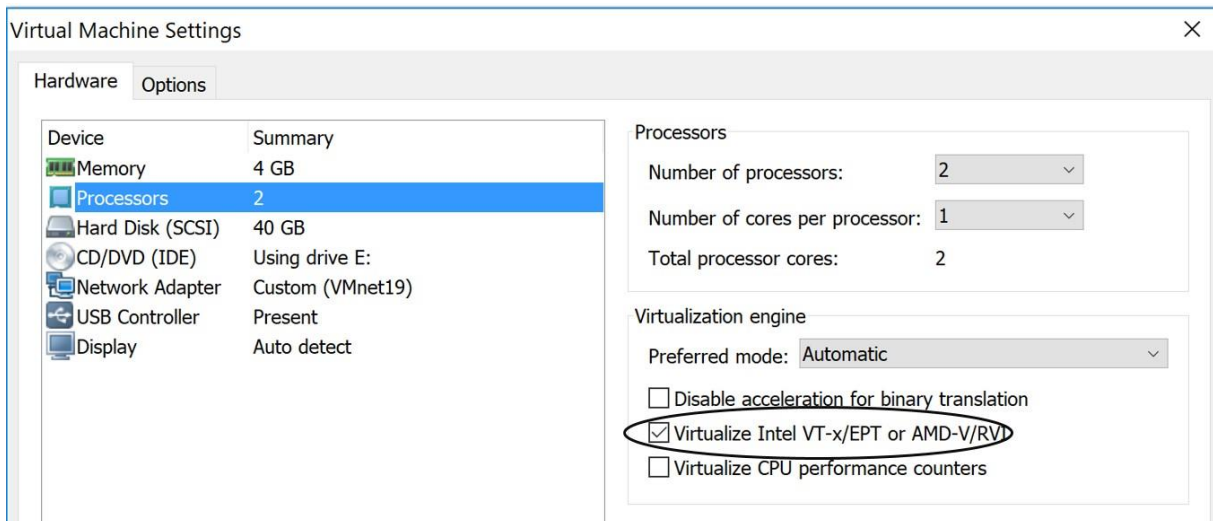 Virtual Machine Settings
Hardware Options
Device Summary
Memory 4 GB
Processors 2
Hard Disk (SCSI) 40 GB
CD/DVD (IDE) Using drive E:
Network Adapter Custom (VMnet19)
USB Controller Present
Display Auto detect
Processors
Number of processors: 2
Number of cores per processor: 1
Total processor cores: 2
Virtualization engine
Preferred mode: Automatic
Disable acceleration for binary translation
Virtualize Intel VT-x/EPT or AMD-V/RVI
Virtualize CPU performance counters